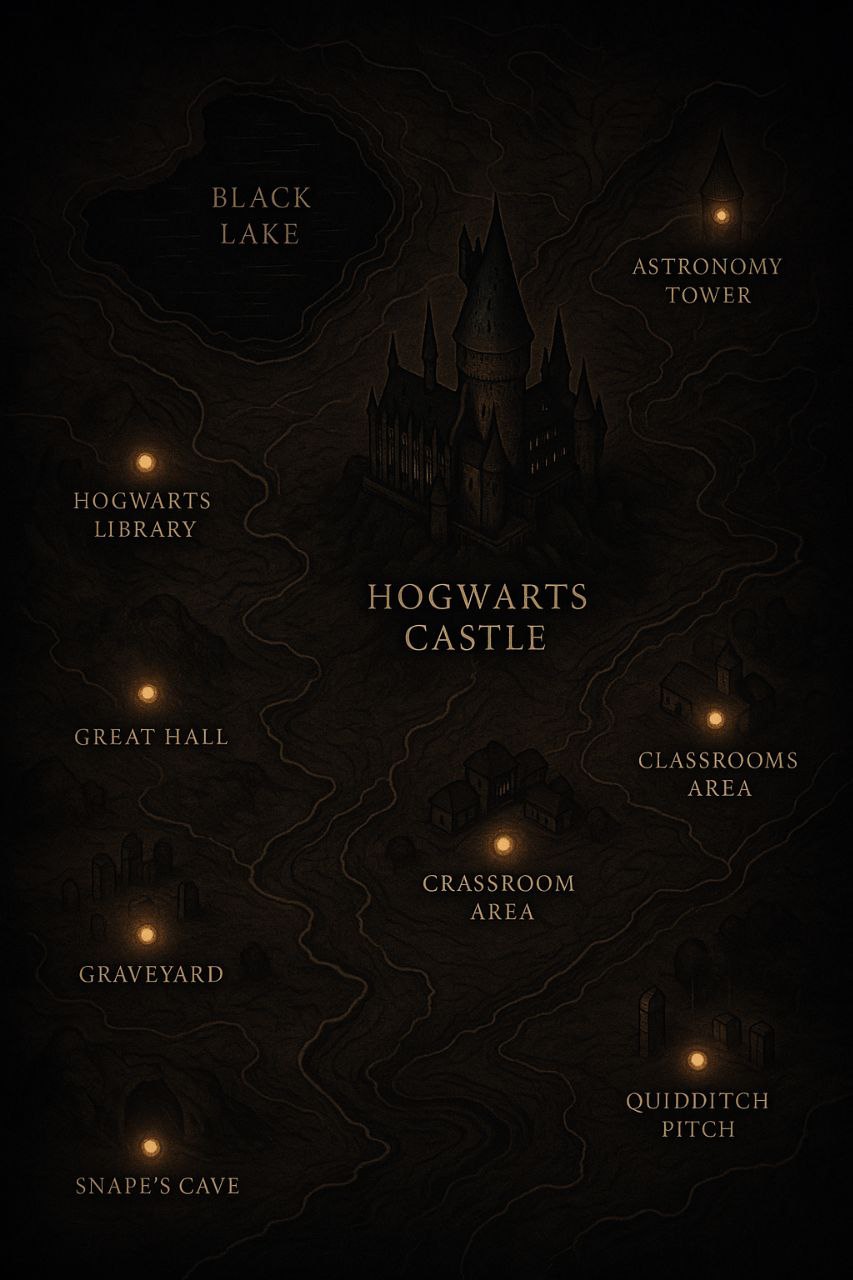 BLACK
LAKE
ASTRONOMY
TOWER
HOGWARTS
LIBRARY
HOGWARTS
CASTLE
GREAT HALL
CLASSROOMS
AREA
CRASSROOM
AREA
GRAVEYARD
QUIDDITCH
PITCH
SNAPE'S CAVE